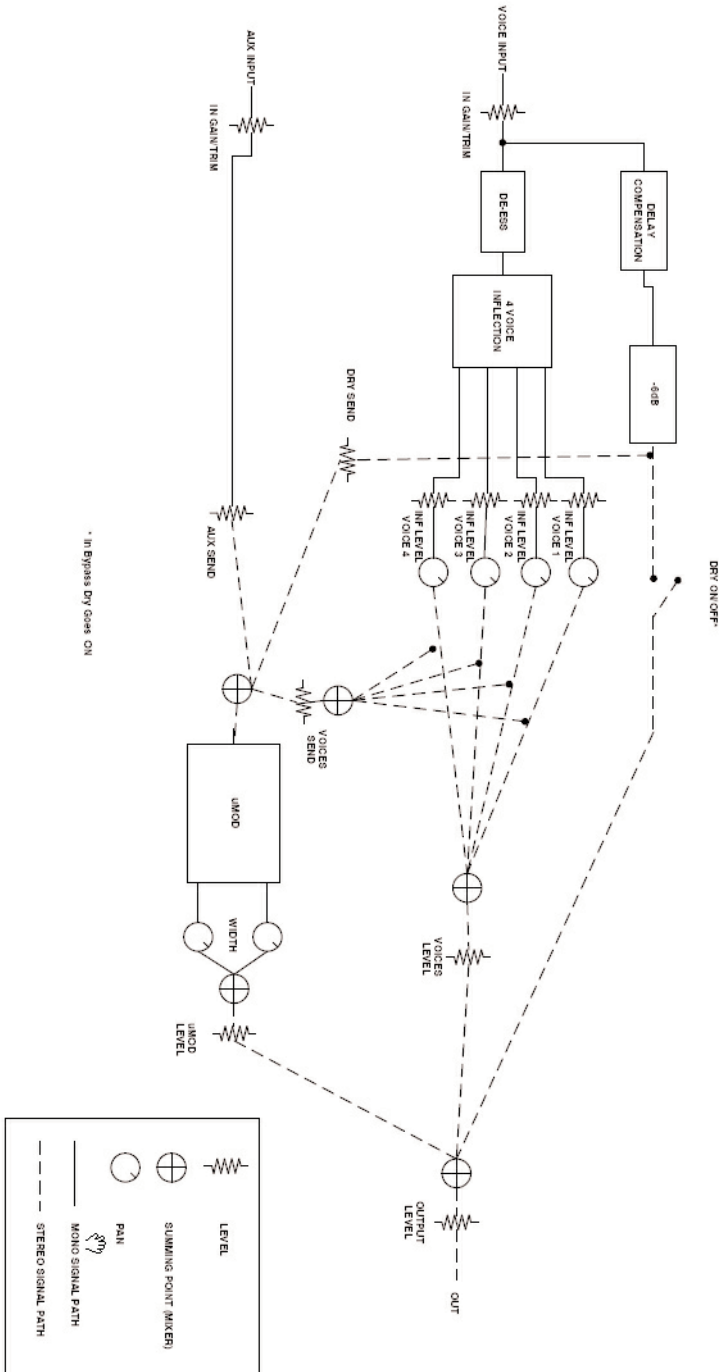 DRY ON/OFF*
DELAY
COMPENSATION
-6dB
VOICE INPUT
IN GAIN/TRIM
DE-ESS
4 VOICE
INFLECTION
INF LEVEL
VOICE 1
INF LEVEL
VOICE 2
INF LEVEL
VOICE 3
INF LEVEL
VOICE 4
VOICES
LEVEL
OUTPUT
LEVEL
OUT
DRY SEND
VOICES
SEND
AUX INPUT
IN GAIN/TRIM
AUX SEND
uMOD
WIDTH
uMOD
LEVEL
* In Bypass Dry Goes ON
LEVEL
SUMMING POINT (MIXER)
PAN
MONO SIGNAL PATH
STEREO SIGNAL PATH